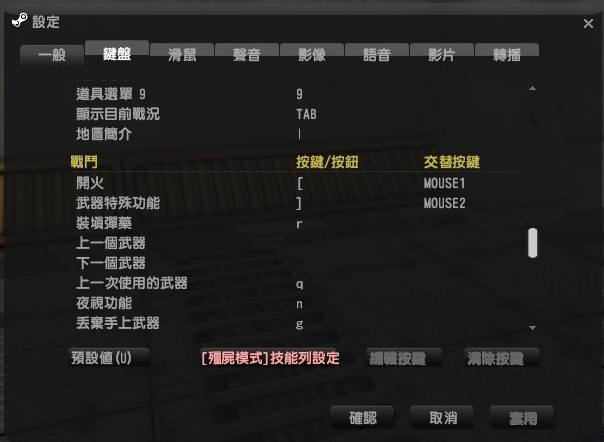 設定
一般 鍵盤 滑鼠 聲音 影像 語音 影片 轉播
道具選單 9 9
顯示目前戰況 TAB
地圖簡介 l
戰鬥 按鍵/按鈕 交替按鍵
開火 [ MOUSE1
武器特殊功能 ] MOUSE2
裝填彈藥 r
上一個武器
下一個武器
上一次使用的武器 q
夜視功能 n
丟棄手上武器 g
預設值(U) [殭屍模式]技能列設定 編輯按鍵 清除按鍵
確認 取消 套用